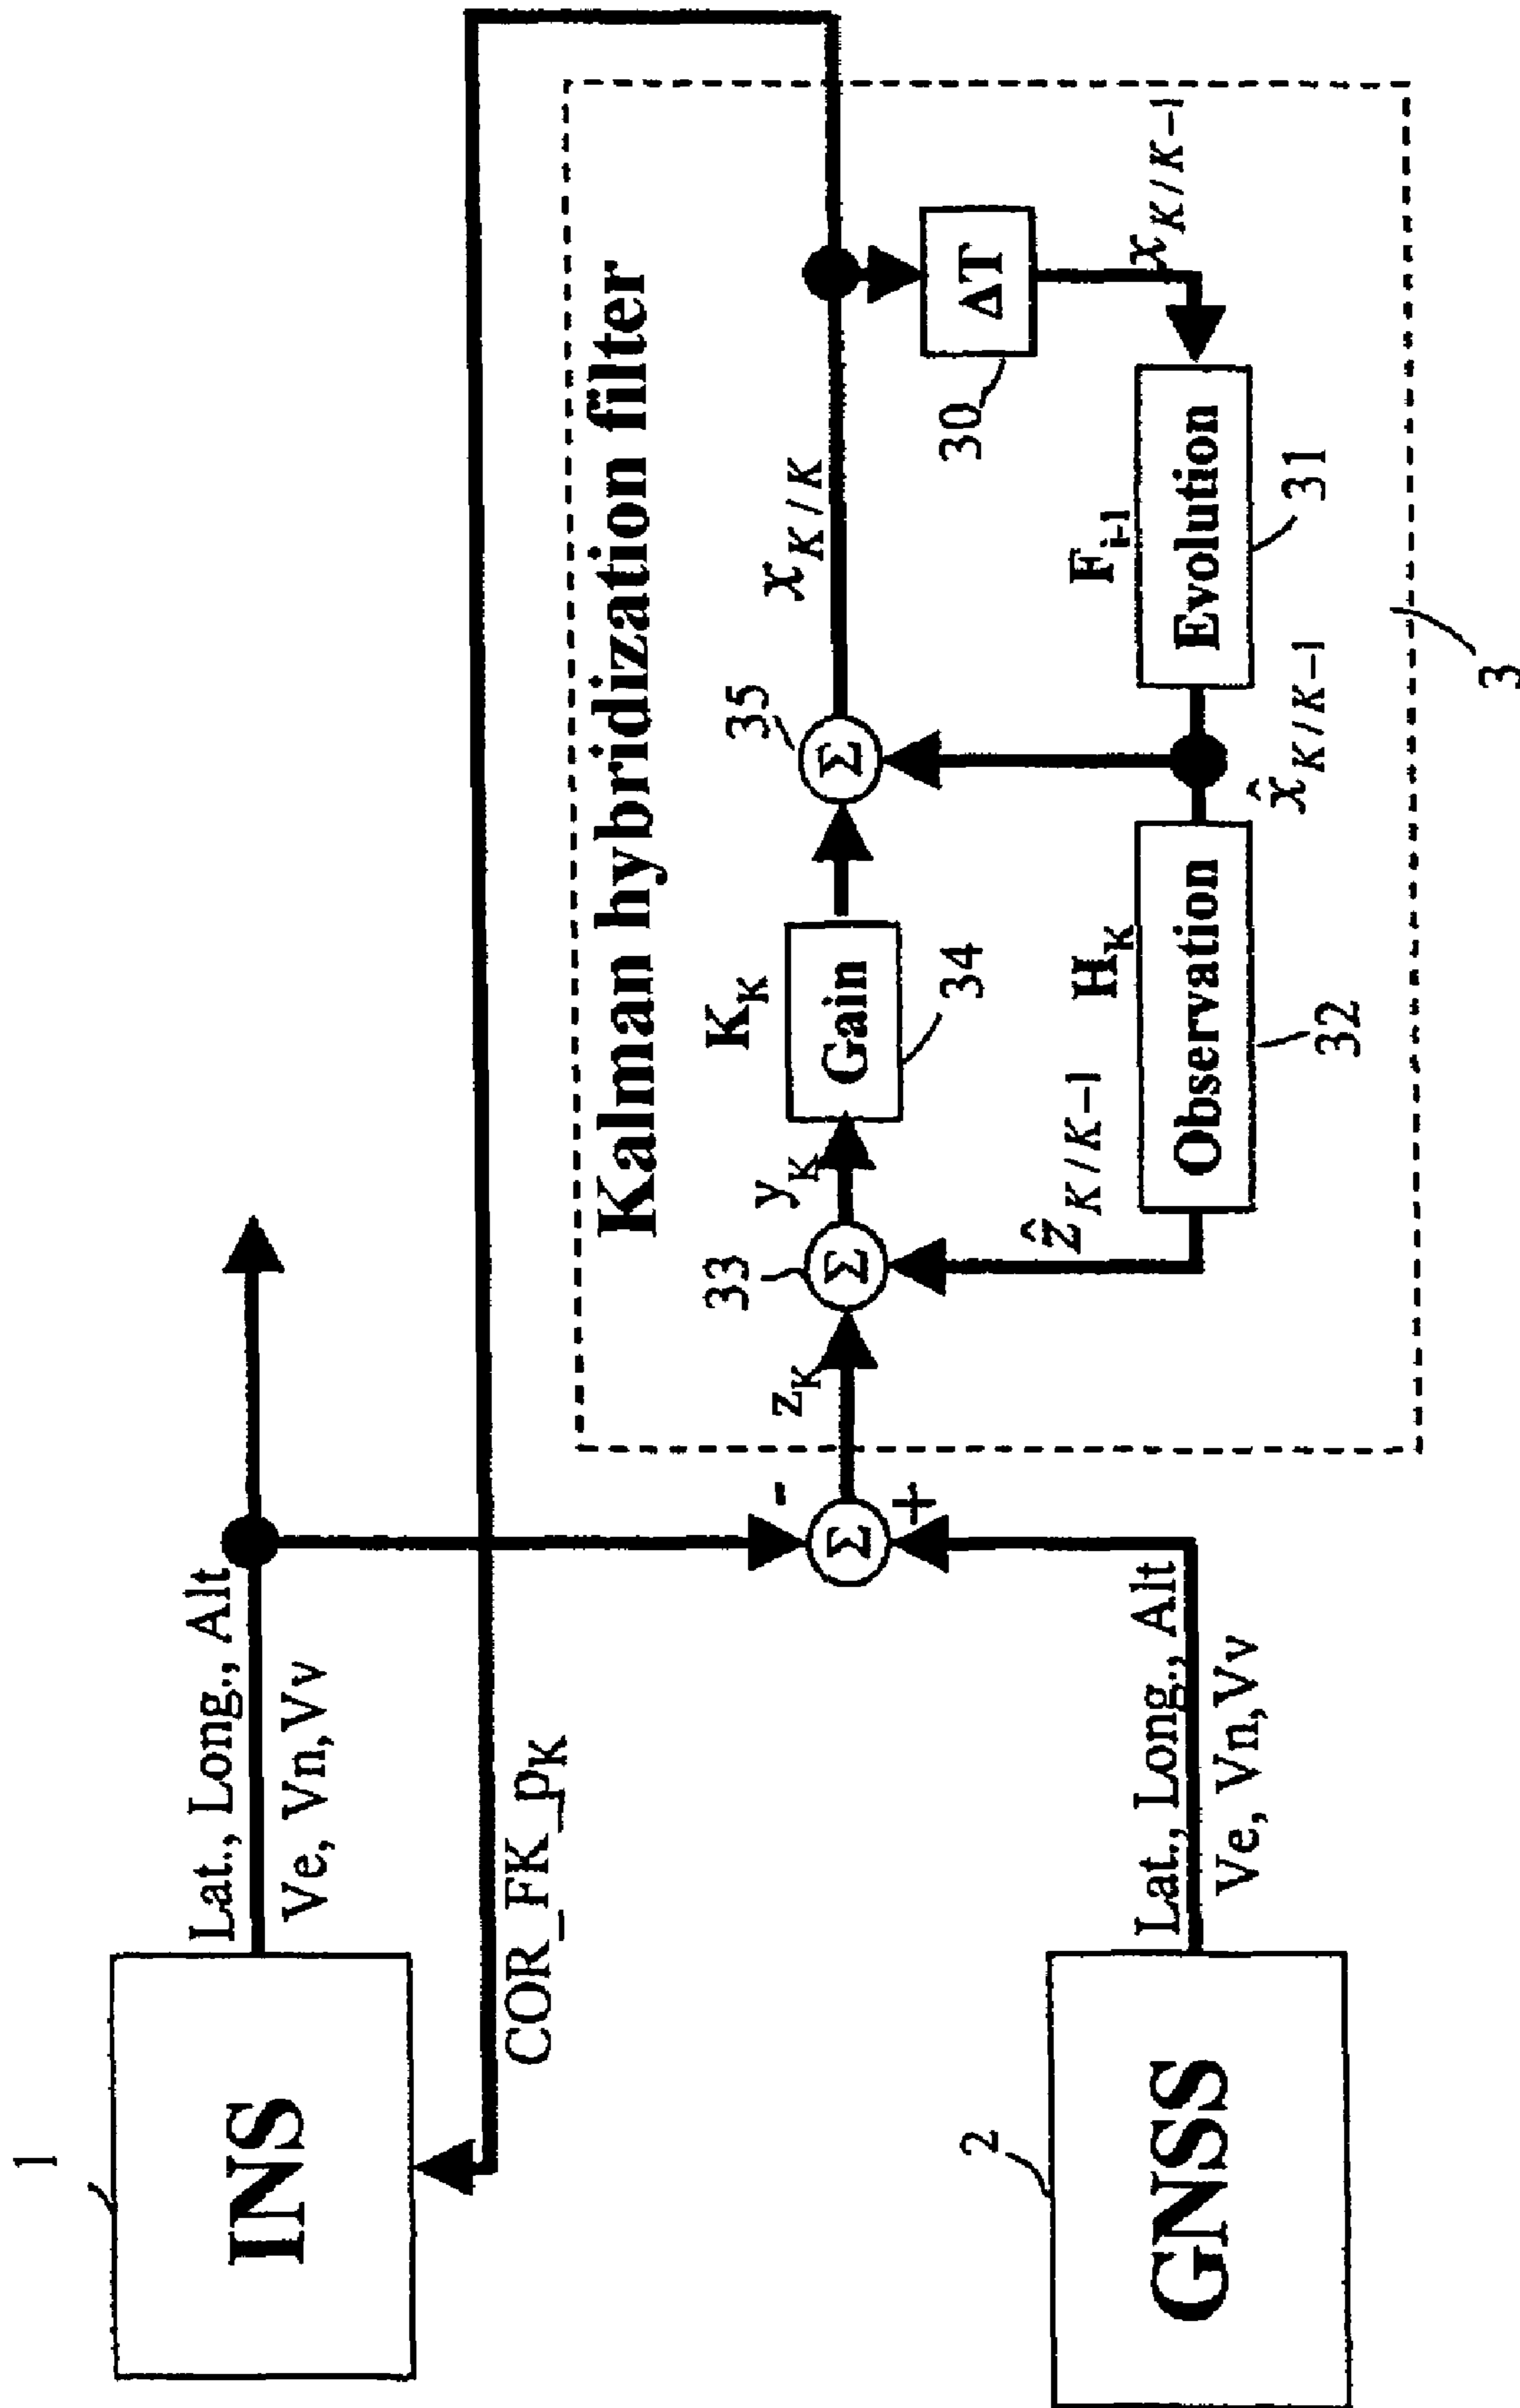 1
INS
Lat., Long., Alt
Ve, Vn,Vv
COR_FK_pK
2
GNSS
Lat., Long., Alt
Ve, Vn,Vv
-
Σ
+
Kalman hybridization filter
zK
33
Σ
yK
KK
Gain
34
35
Σ
xK/K
ẑK/K−1
HK
Observation
32
x̂K/K−1
Fi-1
Evolution
31
30
ΔT
xK/K−1
3